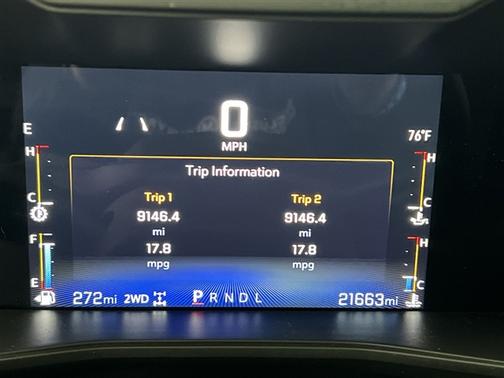 0
MPH
E
76°F
H
H
Trip Information
Trip 1 Trip 2
9146.4 9146.4
mi mi
17.8 17.8
mpg mpg
C C
F H
E C
272mi 2WD PRNDL 21663mi